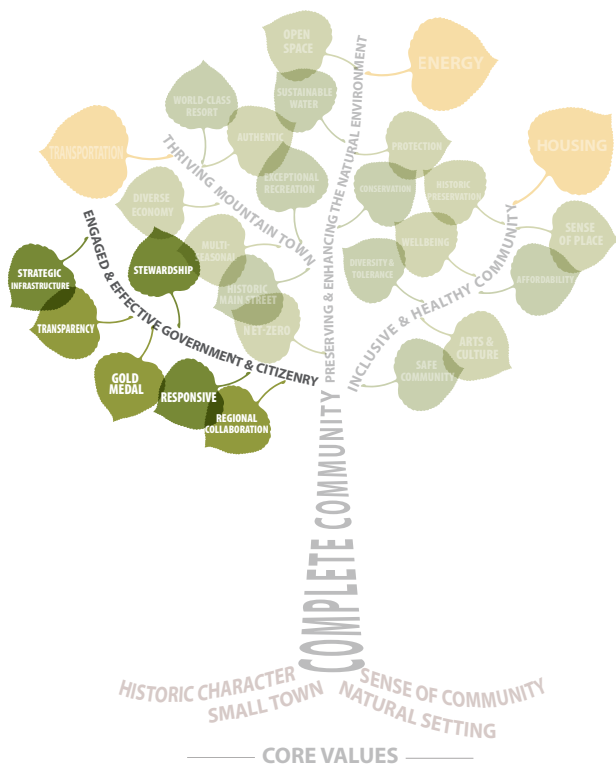 OPEN
SPACE
ENERGY
WORLD-CLASS
RESORT
SUSTAINABLE
WATER
AUTHENTIC
PROTECTION
TRANSPORTATION
HOUSING
THRIVING MOUNTAIN TOWN
EXCEPTIONAL
RECREATION
PRESERVING & ENHANCING THE NATURAL ENVIRONMENT
CONSERVATION
HISTORIC
PRESERVATION
DIVERSE
ECONOMY
MULTI-
SEASONAL
WELLBEING
SENSE
OF PLACE
ENGAGED & EFFECTIVE GOVERNMENT & CITIZENRY
STRATEGIC
INFRASTRUCTURE
STEWARDSHIP
DIVERSITY &
TOLERANCE
AFFORDABILITY
HISTORIC
MAIN STREET
INCLUSIVE & HEALTHY COMMUNITY
TRANSPARENCY
NET-ZERO
ARTS &
CULTURE
SAFE
COMMUNITY
GOLD
MEDAL
RESPONSIVE
REGIONAL
COLLABORATION
COMPLETE COMMUNITY
HISTORIC CHARACTER
SMALL TOWN
SENSE OF COMMUNITY
NATURAL SETTING
CORE VALUES